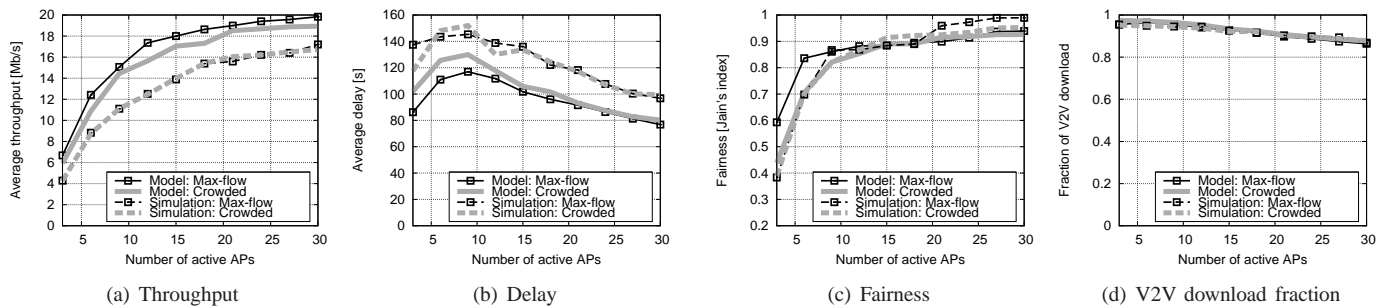 Average throughput [Mb/s]
20
18
16
14
12
10
8
6
4
2
0
Model: Max-flow
Model: Crowded
Simulation: Max-flow
Simulation: Crowded
5 10 15 20 25 30
Number of active APs
(a) Throughput
Average delay [s]
160
140
120
100
80
60
40
20
0
Model: Max-flow
Model: Crowded
Simulation: Max-flow
Simulation: Crowded
5 10 15 20 25 30
Number of active APs
(b) Delay
Fairness [Jain's index]
1
0.9
0.8
0.7
0.6
0.5
0.4
0.3
0.2
Model: Max-flow
Model: Crowded
Simulation: Max-flow
Simulation: Crowded
5 10 15 20 25 30
Number of active APs
(c) Fairness
Fraction of V2V download
1
0.8
0.6
0.4
0.2
0
Model: Max-flow
Model: Crowded
Simulation: Max-flow
Simulation: Crowded
5 10 15 20 25 30
Number of active APs
(d) V2V download fraction